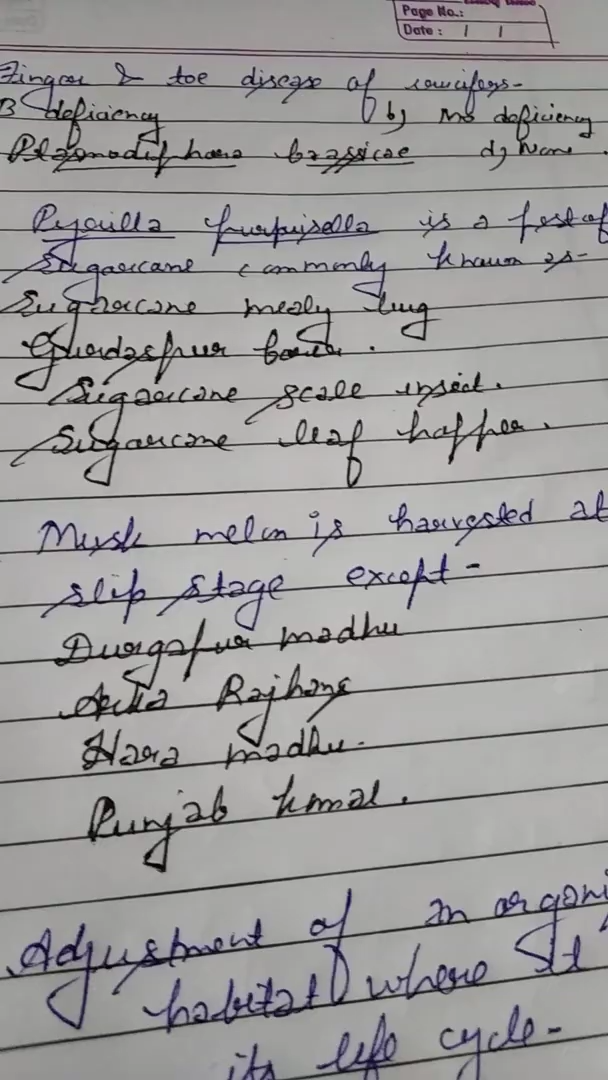 Page No.:
Date :
Finger & toe disease of crucifers-
B deficiency b) Mo deficiency
Plasmodiphora brassicae d) None.
Pyrilla purpusella is a pest of
Sugarcane commonly known as-
Sugarcane mealy bug
Gurdaspur borer.
Sugarcane scale insect.
Sugarcane leaf hopper.
Musk melon is harvested at
slip stage except-
Durgapur madhu
Arka Rajhans
Hara madhu.
Punjab kmal.
Adjustment of an organi
habitat where it
its life cycle-